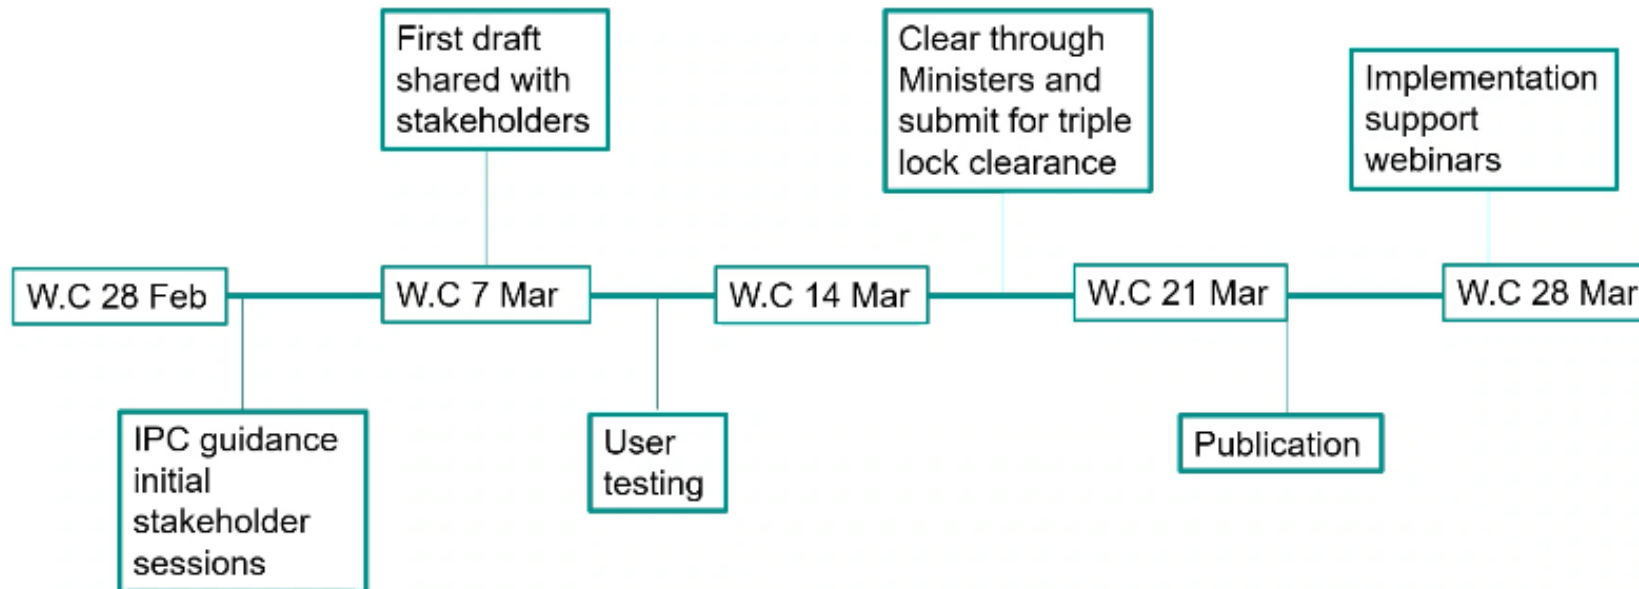 First draft
shared with
stakeholders
Clear through
Ministers and
submit for triple
lock clearance
Implementation
support
webinars
W.C 28 Feb
W.C 7 Mar
W.C 14 Mar
W.C 21 Mar
W.C 28 Mar
IPC guidance
initial
stakeholder
sessions
User
testing
Publication